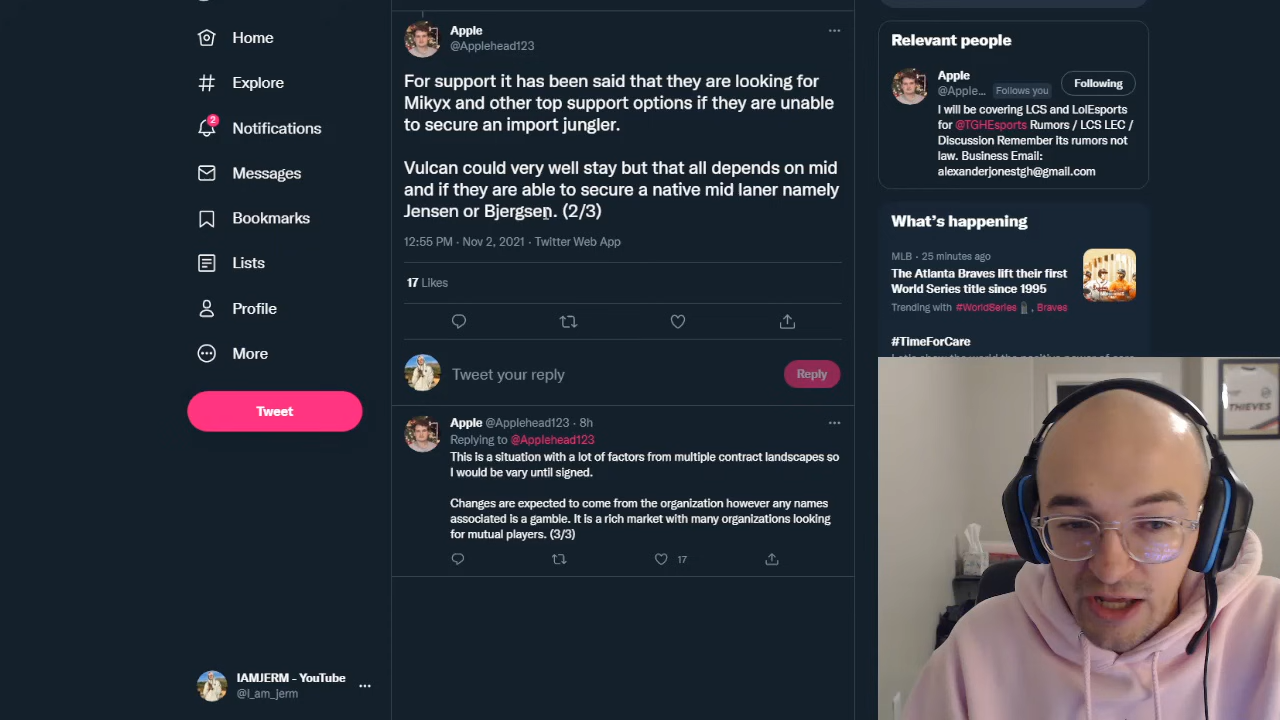 Home
Explore
2
Notifications
Messages
Bookmarks
Lists
Profile
More
Tweet
IAMJERM - YouTube
@I_am_jerm
Apple
@Applehead123
For support it has been said that they are looking for
Mikyx and other top support options if they are unable
to secure an import jungler.
Vulcan could very well stay but that all depends on mid
and if they are able to secure a native mid laner namely
Jensen or Bjergsen. (2/3)
12:55 PM · Nov 2, 2021 · Twitter Web App
17 Likes
Tweet your reply
Reply
Apple @Applehead123 · 8h
Replying to @Applehead123
This is a situation with a lot of factors from multiple contract landscapes so
I would be vary until signed.
Changes are expected to come from the organization however any names
associated is a gamble. It is a rich market with many organizations looking
for mutual players. (3/3)
17
Relevant people
Apple
@Apple... Follows you
Following
I will be covering LCS and LolEsports
for @TGHEsports Rumors / LCS LEC /
Discussion Remember its rumors not
law. Business Email:
alexanderjonestgh@gmail.com
What's happening
MLB · 25 minutes ago
The Atlanta Braves lift their first
World Series title since 1995
Trending with #WorldSeries, Braves
#TimeForCare
THIEVES